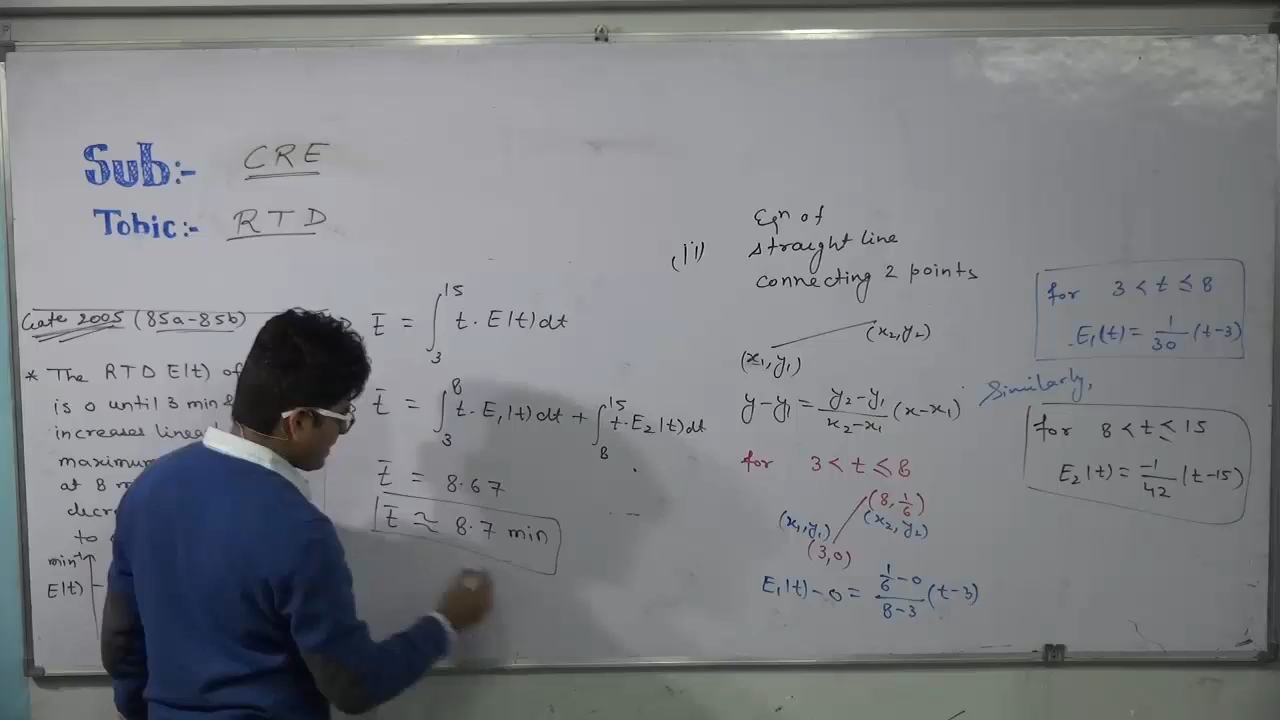 Sub:- CRE
Tobic:- RTD
Gate 2005 (85a-85b)
* The RTD E(t) of
is 0 until 3 min &
increases linea
maximum
at 8 m
decr
to
min⁻¹
E(t)
t̄ = ∫₃¹⁵ t. E(t)dt
t̄ = ∫₃⁸ t. E₁(t)dt + ∫₈¹⁵ t. E₂(t)dt
t̄ = 8.67
t̄ ≃ 8.7 min
(ii) Eqn of
straight line
connecting 2 points
(x₂,y₂)
(x₁,y₁)
y-y₁ = y₂-y₁/x₂-x₁ (x-x₁)
for 3 < t ≤ 8
(8, 1/6)
(x₁,y₁) (x₂,y₂)
(3,0)
E₁(t)-0 = 1/6-0/8-3 (t-3)
for 3 < t ≤ 8
E₁(t) = 1/30 (t-3)
Similarly,
for 8 < t ≤ 15
E₂(t) = -1/42 (t-15)